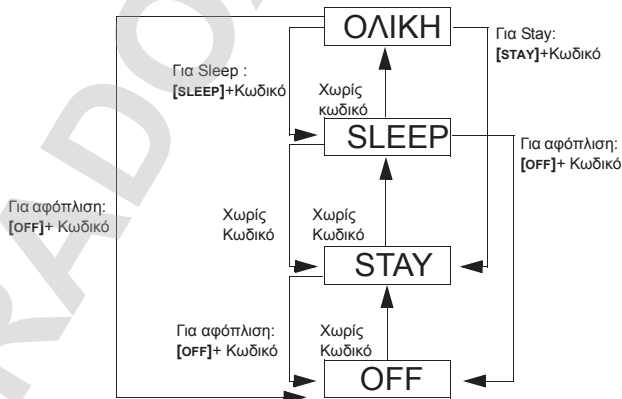 ΟΛΙΚΗ
Για Stay:
[STAY]+Κωδικό
Για Sleep :
[SLEEP]+Κωδικό
Χωρίς
κωδικό
SLEEP
Για αφόπλιση:
[OFF]+ Κωδικό
Για αφόπλιση:
[OFF]+ Κωδικό
Χωρίς
Κωδικό
Χωρίς
Κωδικό
STAY
Για αφόπλιση:
[OFF]+ Κωδικό
Χωρίς
Κωδικό
OFF
PARADOX